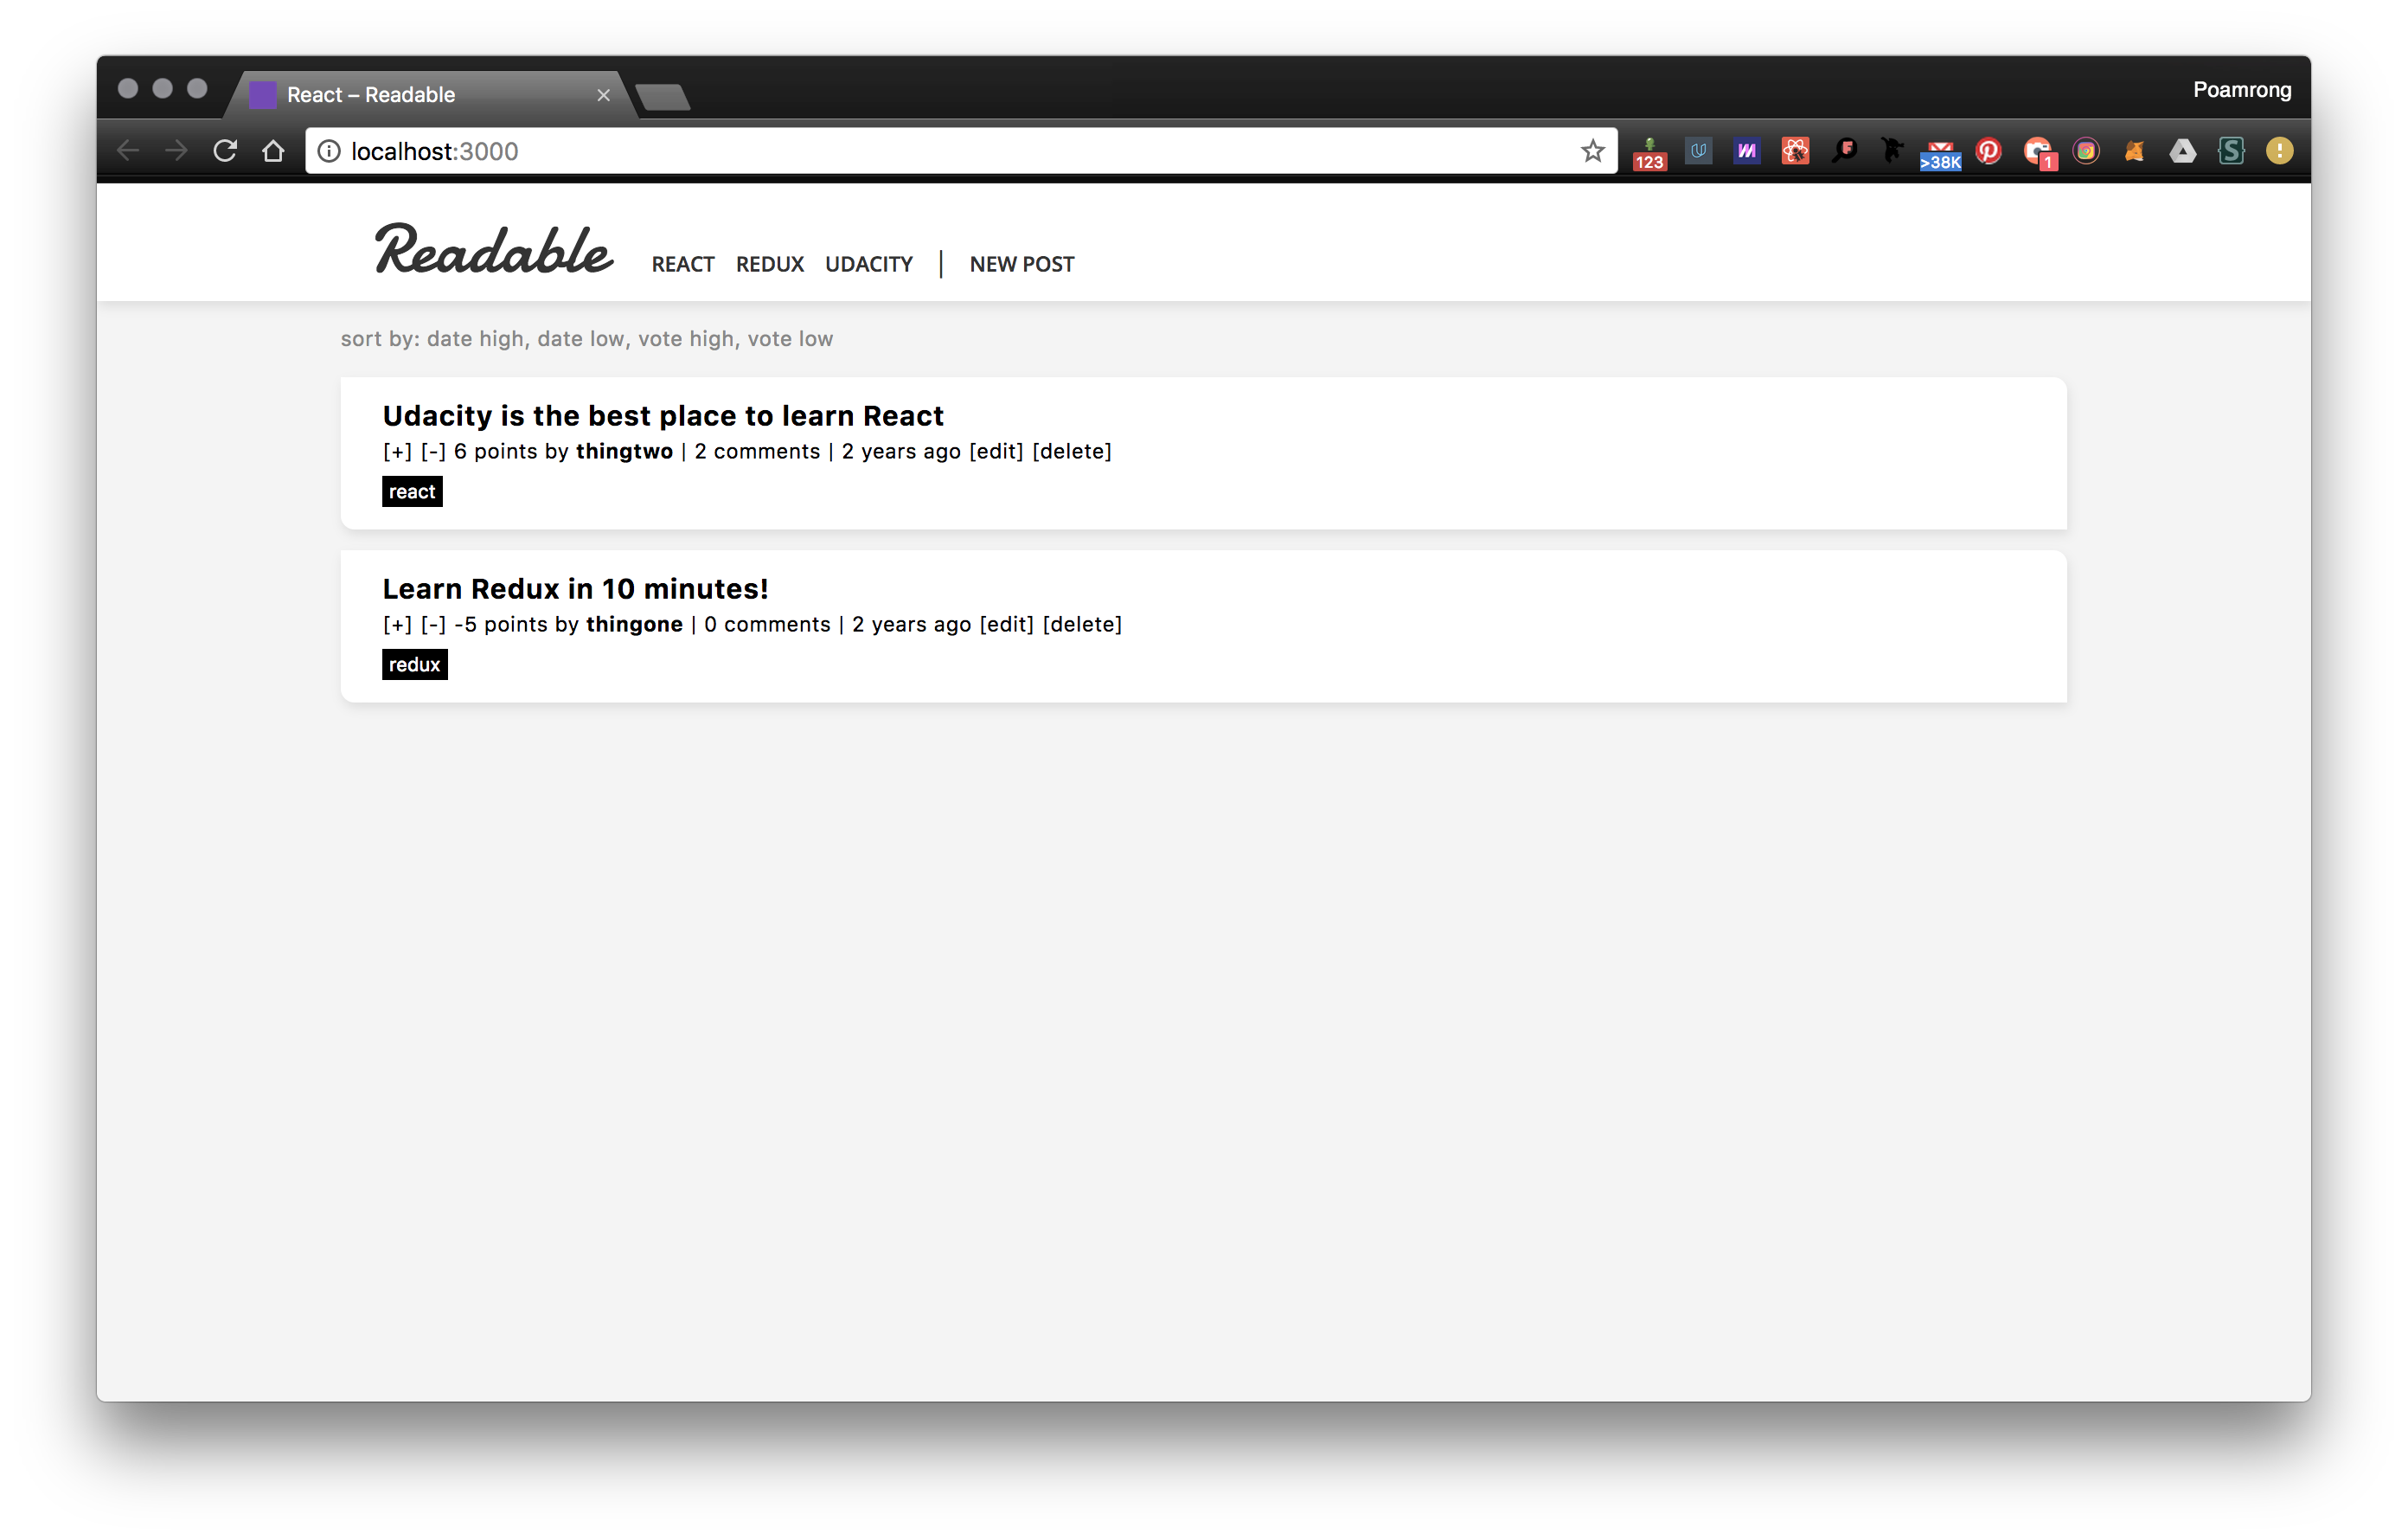 React – Readable
Poamrong
localhost:3000
123
>38K
1
Readable REACT REDUX UDACITY | NEW POST
sort by: date high, date low, vote high, vote low
Udacity is the best place to learn React
[+] [-] 6 points by thingtwo | 2 comments | 2 years ago [edit] [delete]
react
Learn Redux in 10 minutes!
[+] [-] -5 points by thingone | 0 comments | 2 years ago [edit] [delete]
redux